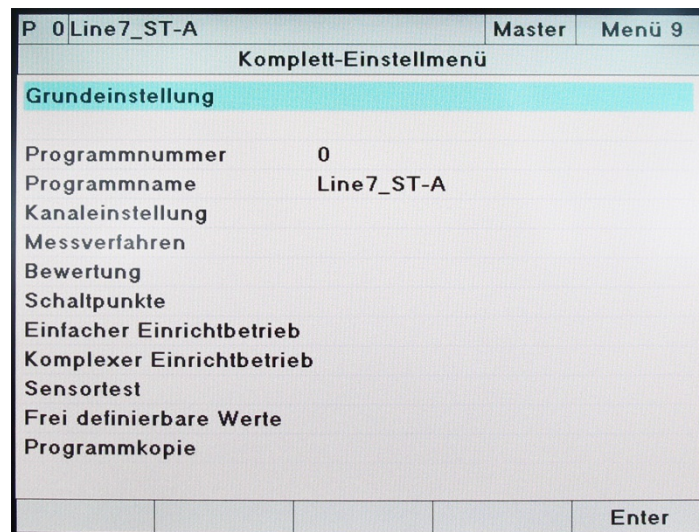 P 0 Line7_ST-A Master Menü 9
Komplett-Einstellmenü
Grundeinstellung
Programmnummer 0
Programmname Line7_ST-A
Kanaleinstellung
Messverfahren
Bewertung
Schaltpunkte
Einfacher Einrichtbetrieb
Komplexer Einrichtbetrieb
Sensortest
Frei definierbare Werte
Programmkopie
Enter